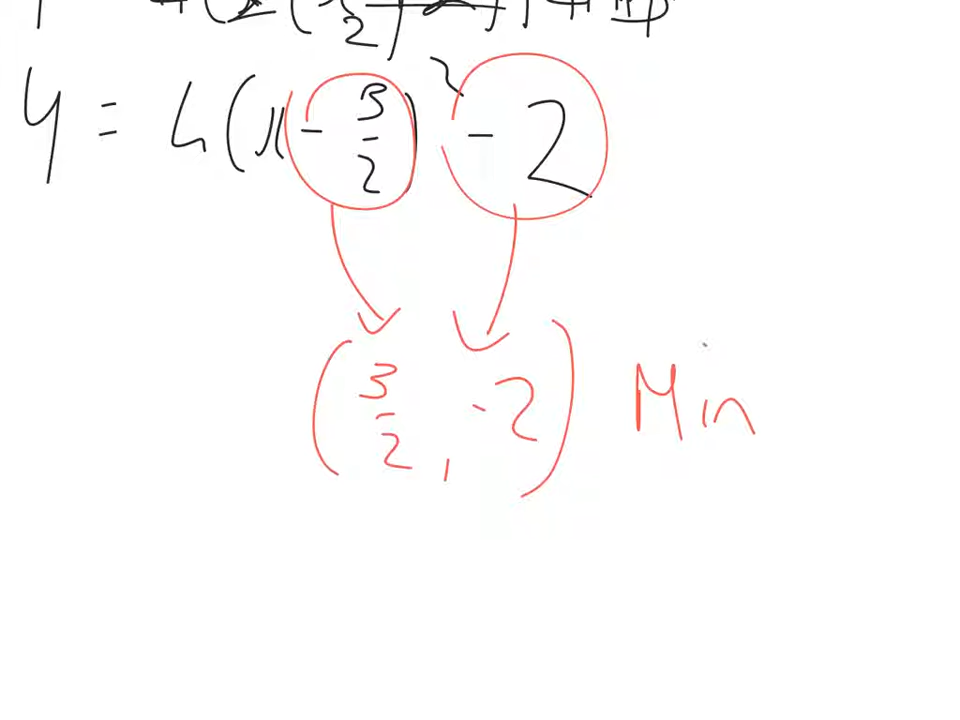 y = 4(x - 3/2)² - 2
(3/2, -2) Min